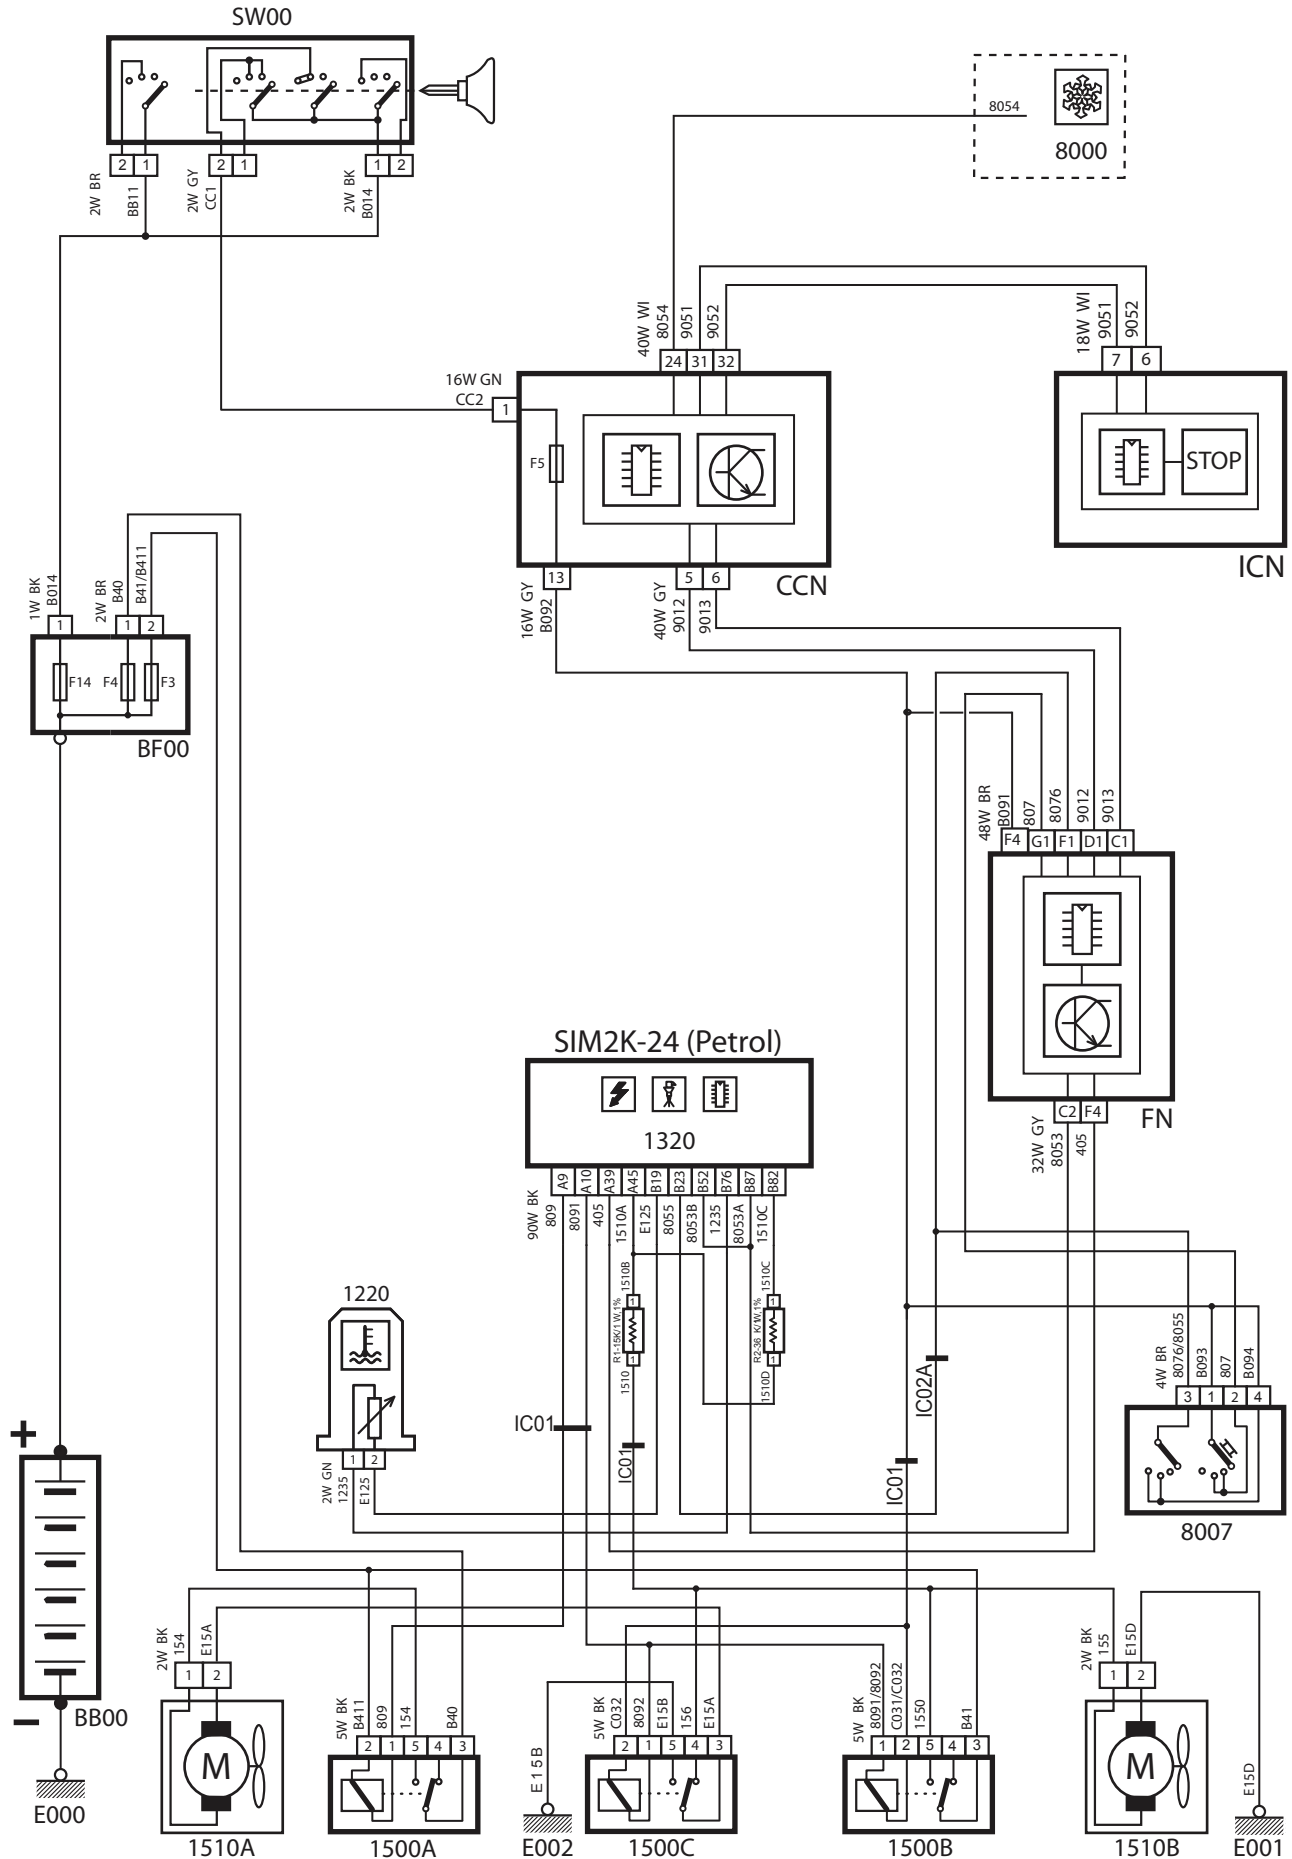 SW00
2 1 2 1 1 2
2W BR
BB11
2W GY
CC1
2W BK
B014
8054
8000
40W WI
8054
9051
9052
24 31 32
18W WI
9051
9052
7 6
16W GN
CC2
1
F5
STOP
ICN
CCN
13
5 6
16W GY
B092
40W GY
9012
9013
1W BK
B014
2W BR
B40
B41/B411
1 1 2
F14 F4 F3
BF00
48W BR
B091
807
8076
9012
9013
F4 G1 F1 D1 C1
FN
C2 F4
32W GY
8053
405
SIM2K-24 (Petrol)
1320
A9 A10 A39 A45 B19 B23 B52 B76 B87 B82
90W BK
809
8091
405
1510A
E125
8055
8053B
1235
8053A
1510C
1510B
1
R1-15K/1W,1%
1
1510
1510C
1
R2-36 K/W,1%
1
1510D
1220
1 2
2W GN
1235
E125
IC01
IC01
IC02A
IC01
4W BR
8076/8055
B093
807
B094
3 1 2 4
8007
+
-
BB00
E000
2W BK
154
E15A
1 2
M
1510A
5W BK
B411
809
154
B40
2 1 5 4 3
1500A
E15B
E002
5W BK
C032
8092
E15B
156
E15A
2 1 5 4 3
1500C
5W BK
8091/8092
C031/C032
1550
B41
1 2 5 4 3
1500B
2W BK
155
E15D
1 2
M
1510B
E15D
E001